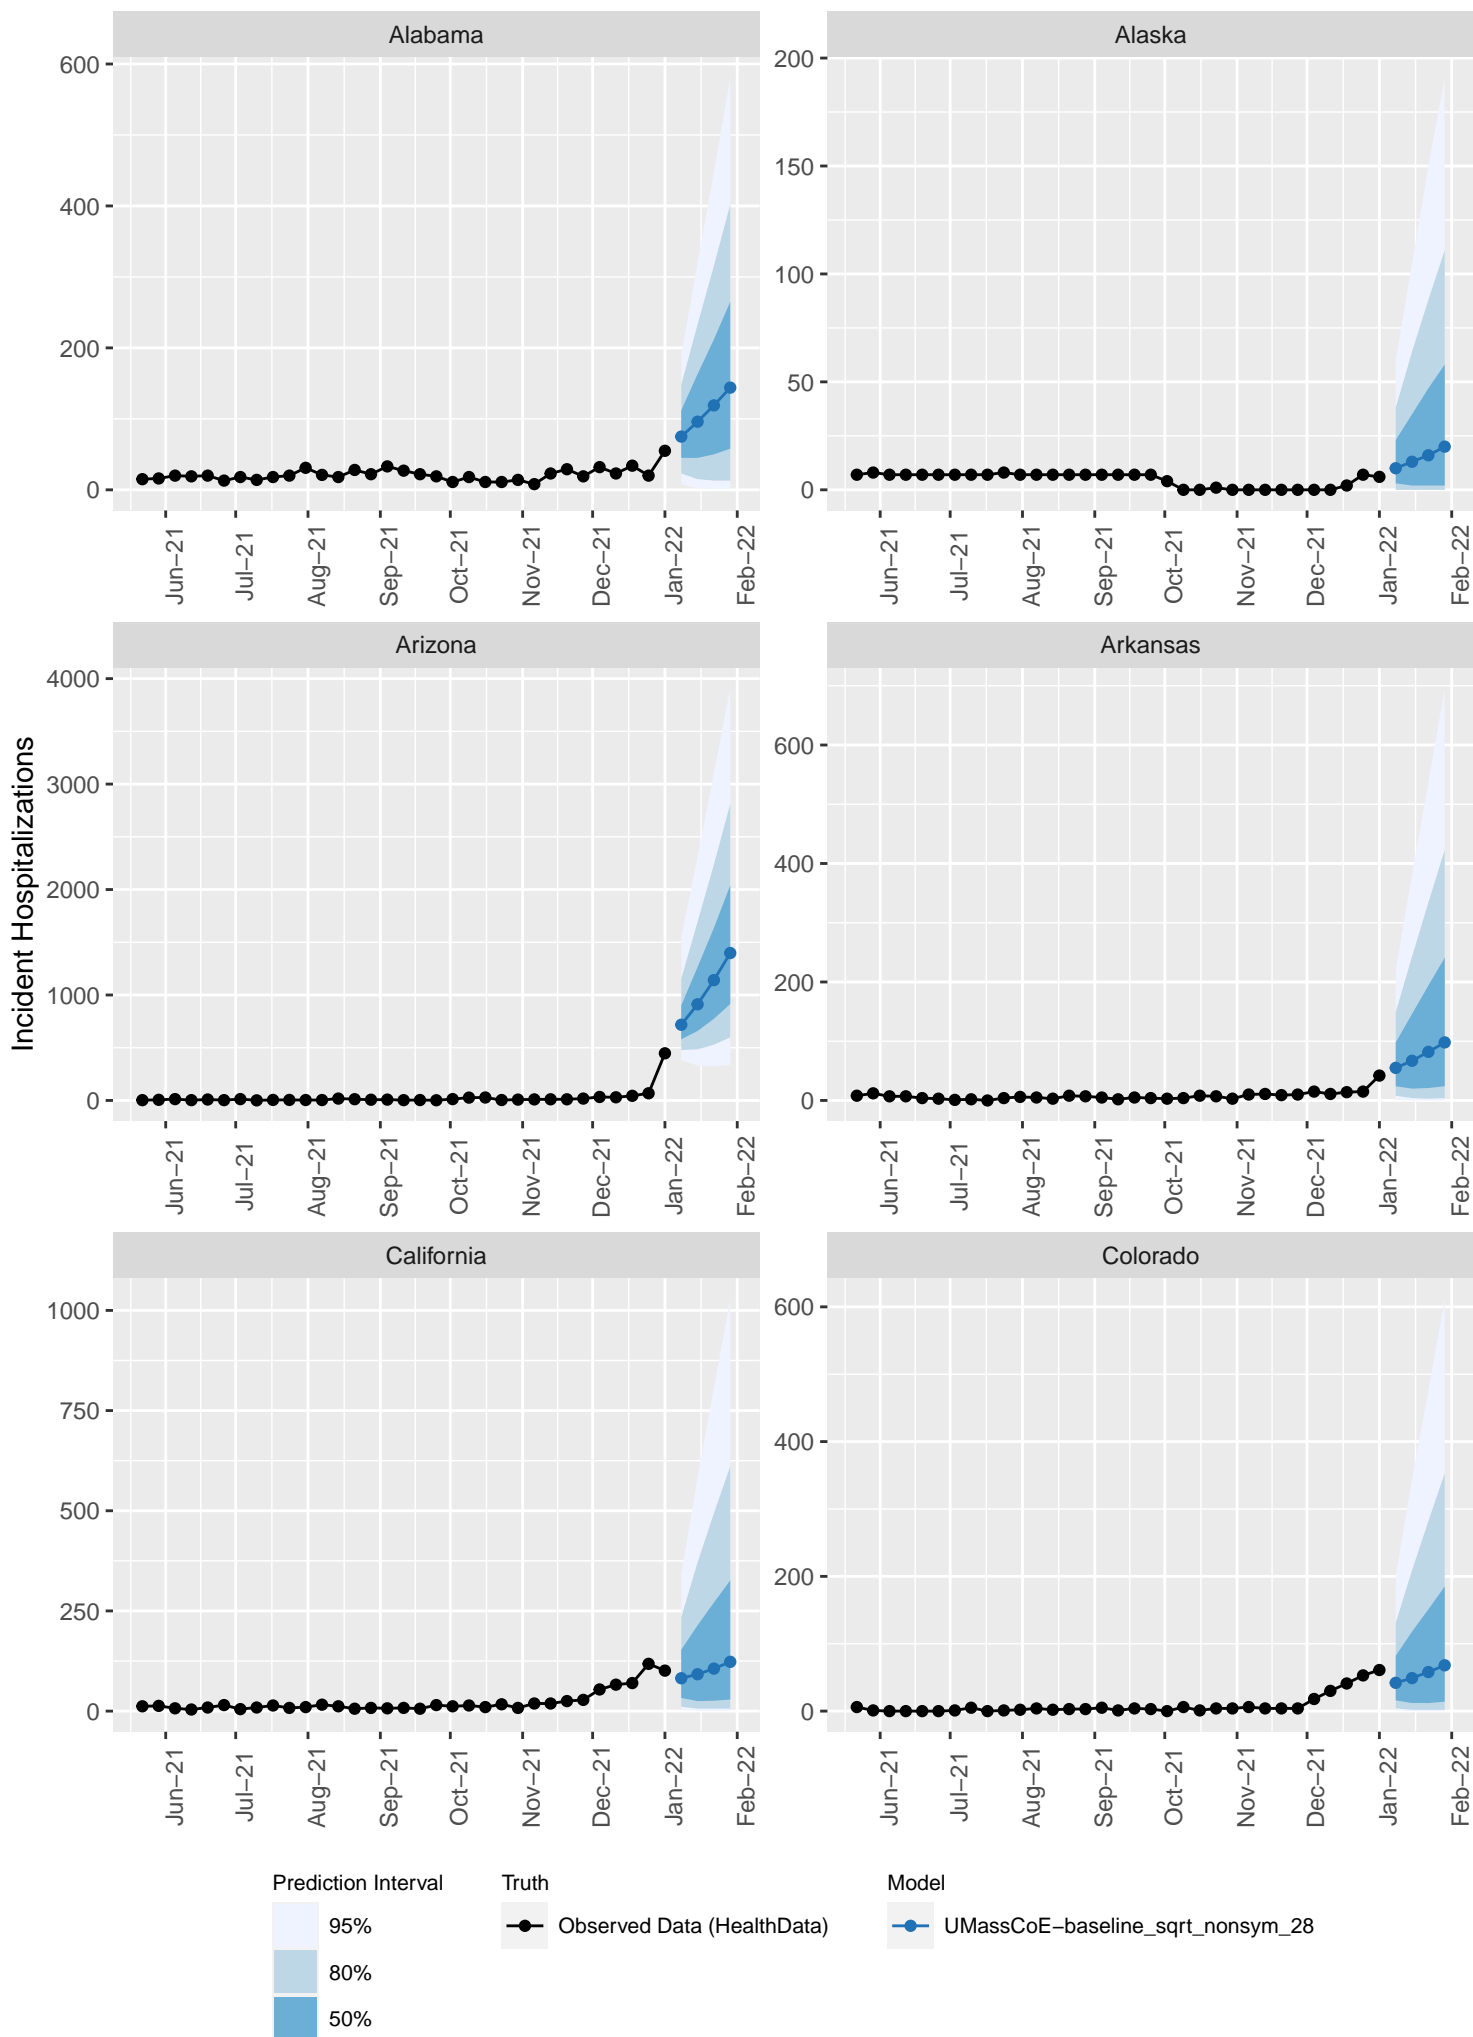 Alabama
Alaska
600
400
200
0
200
150
100
50
0
Jun−21
Jul−21
Aug−21
Sep−21
Oct−21
Nov−21
Dec−21
Jan−22
Feb−22
Jun−21
Jul−21
Aug−21
Sep−21
Oct−21
Nov−21
Dec−21
Jan−22
Feb−22
Incident Hospitalizations
Arizona
Arkansas
4000
3000
2000
1000
0
600
400
200
0
Jun−21
Jul−21
Aug−21
Sep−21
Oct−21
Nov−21
Dec−21
Jan−22
Feb−22
Jun−21
Jul−21
Aug−21
Sep−21
Oct−21
Nov−21
Dec−21
Jan−22
Feb−22
California
Colorado
1000
750
500
250
0
600
400
200
0
Jun−21
Jul−21
Aug−21
Sep−21
Oct−21
Nov−21
Dec−21
Jan−22
Feb−22
Jun−21
Jul−21
Aug−21
Sep−21
Oct−21
Nov−21
Dec−21
Jan−22
Feb−22
Prediction Interval
95%
80%
50%
Truth
Observed Data (HealthData)
Model
UMassCoE−baseline_sqrt_nonsym_28